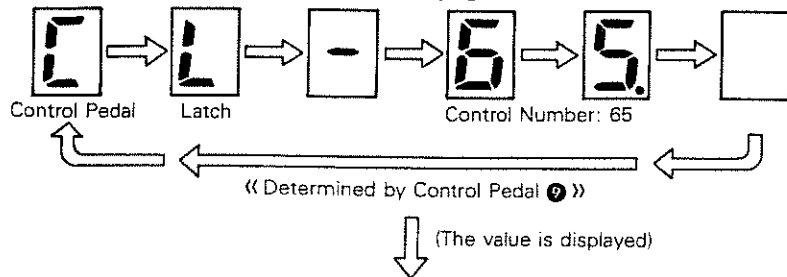 C L - 6 5.
Control Pedal Latch Control Number: 65
《Determined by Control Pedal ❾》
(The value is displayed)